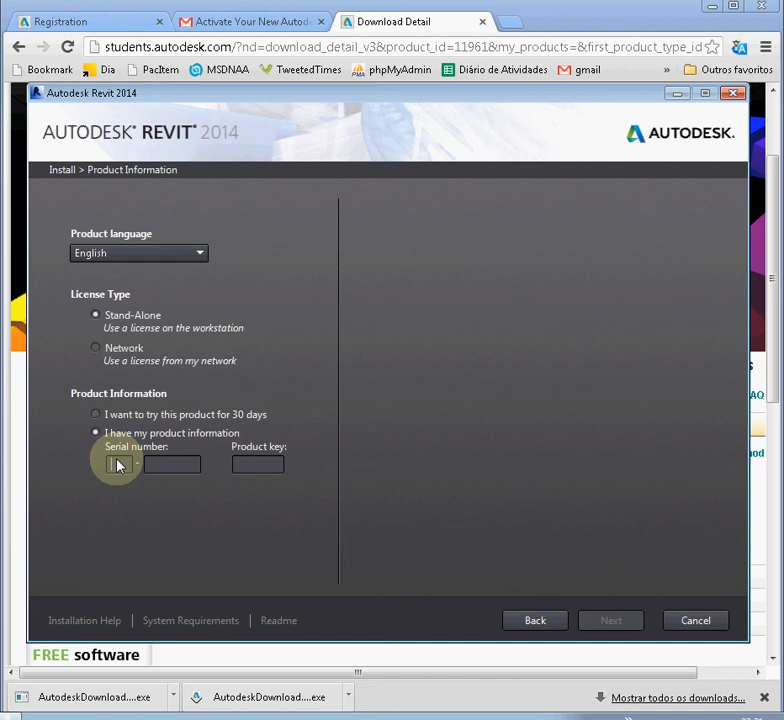 Registration
Activate Your New Autode
Download Detail
students.autodesk.com/?nd=download_detail_v3&product_id=11961&my_products=&first_product_type_id
Bookmark
Dia
PacItem
MSDNAA
TweetedTimes
phpMyAdmin
Diário de Atividades
gmail
»
Outros favoritos
Autodesk Revit 2014
AUTODESK® REVIT® 2014
AUTODESK.
Install > Product Information
Product language
English
License Type
Stand-Alone
Use a license on the workstation
Network
Use a license from my network
Product Information
I want to try this product for 30 days
I have my product information
Serial number:
Product key:
-
Installation Help
System Requirements
Readme
Back
Next
Cancel
AQ
FREE software
AutodeskDownload....exe
AutodeskDownload....exe
Mostrar todos os downloads...